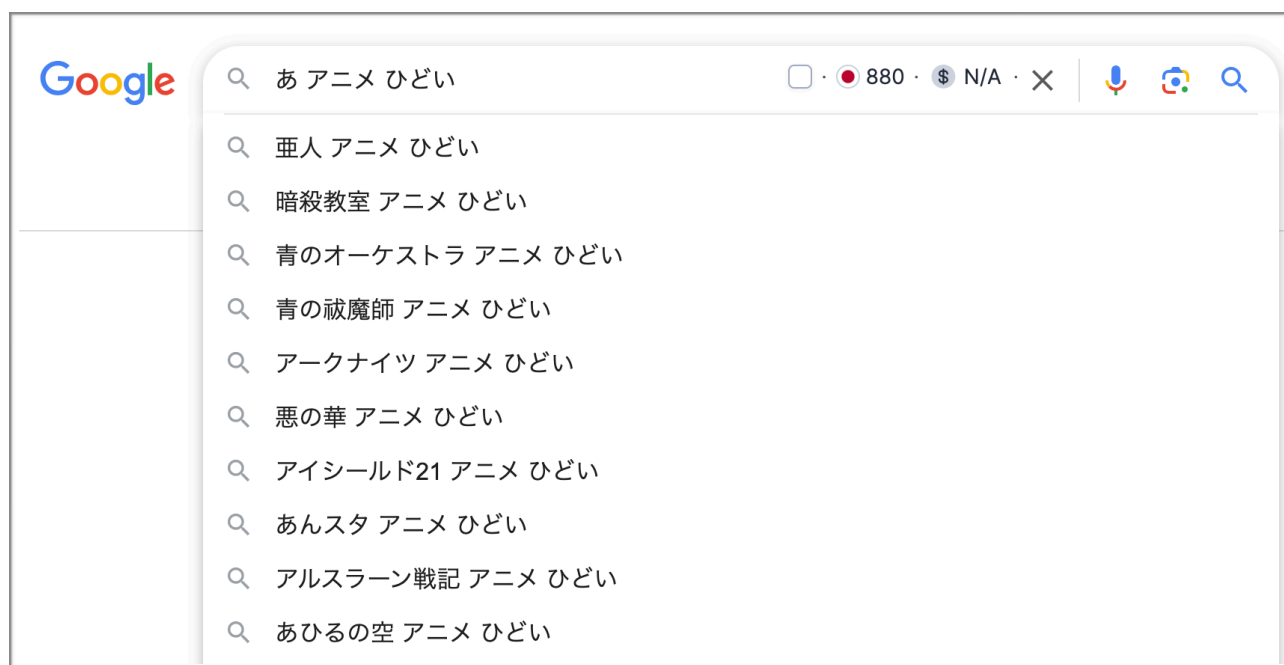 Google
あ アニメ ひどい
· 880 · $ N/A ·
亜人 アニメ ひどい
暗殺教室 アニメ ひどい
青のオーケストラ アニメ ひどい
青の祓魔師 アニメ ひどい
アークナイツ アニメ ひどい
悪の華 アニメ ひどい
アイシールド21 アニメ ひどい
あんスタ アニメ ひどい
アルスラーン戦記 アニメ ひどい
あひるの空 アニメ ひどい